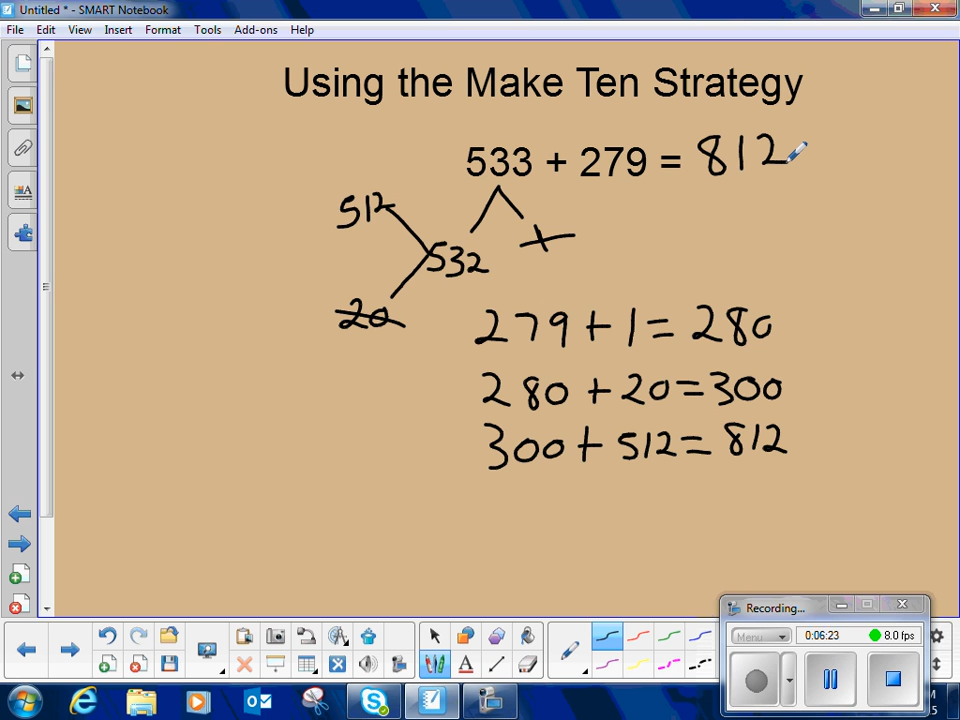 Untitled * - SMART Notebook
File Edit View Insert Format Tools Add-ons Help
Using the Make Ten Strategy
533 + 279 = 812
512
532 1
20
279 + 1 = 280
280 + 20 = 300
300 + 512 = 812
Recording...
Menu 0:06:23 8.0 fps